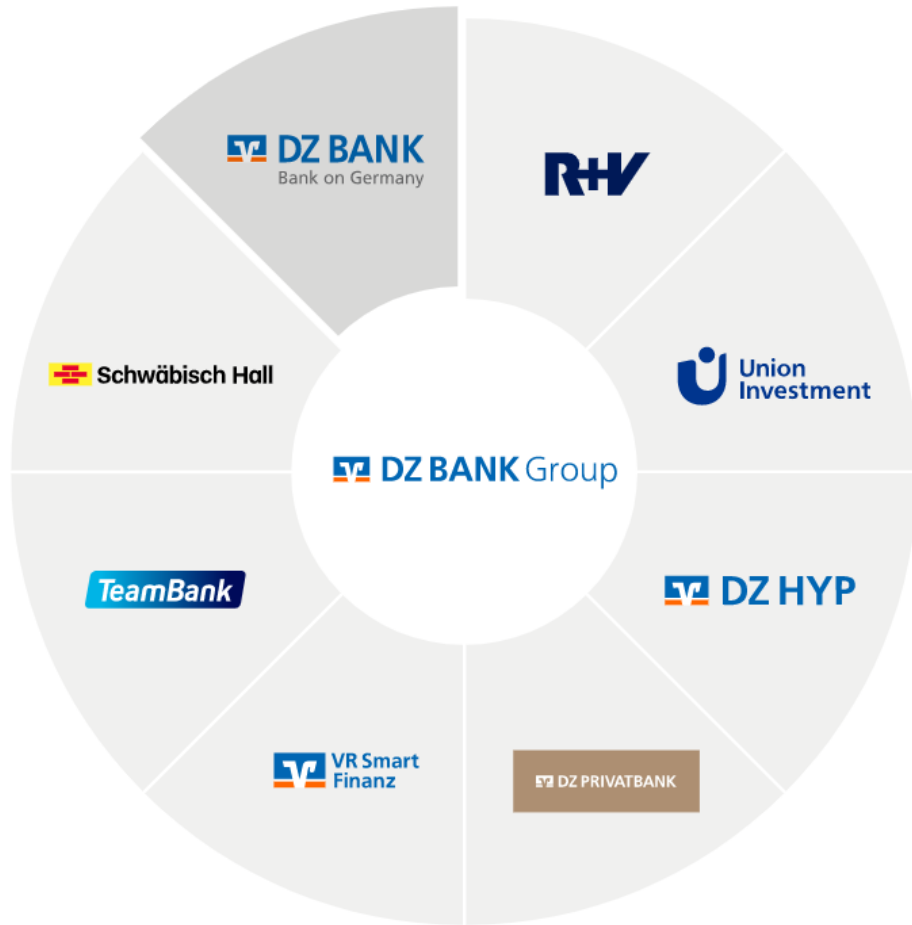 DZ BANK
Bank on Germany
R+V
Schwäbisch Hall
Union
Investment
DZ BANK Group
TeamBank
DZ HYP
VR Smart
Finanz
DZ PRIVATBANK